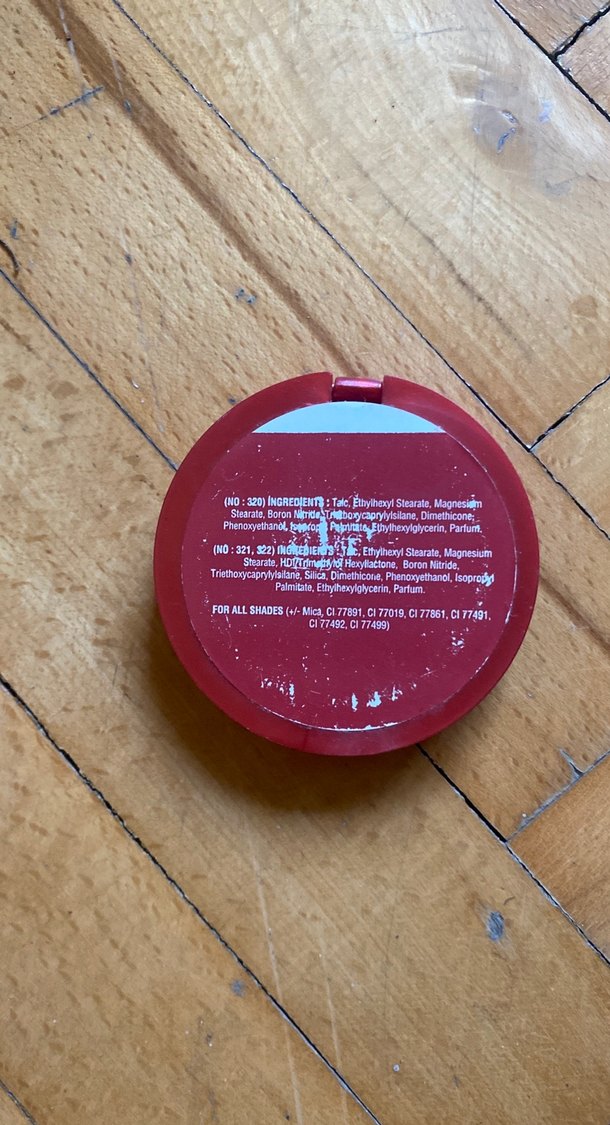 (NO : 320) INGREDIENTS : Talc, Ethylhexyl Stearate, Magnesium
Stearate, Boron Nitride, Triethoxycaprylylsilane, Dimethicone,
Phenoxyethanol, Isopropyl Palmitate, Ethylhexylglycerin, Parfum.
(NO : 321, 322) INGREDIENTS : Talc, Ethylhexyl Stearate, Magnesium
Stearate, HDI/Trimethylol Hexyllactone, Boron Nitride,
Triethoxycaprylylsilane, Silica, Dimethicone, Phenoxyethanol, Isopropyl
Palmitate, Ethylhexylglycerin, Parfum.
FOR ALL SHADES (+/- Mica, CI 77891, CI 77019, CI 77861, CI 77491,
CI 77492, CI 77499)